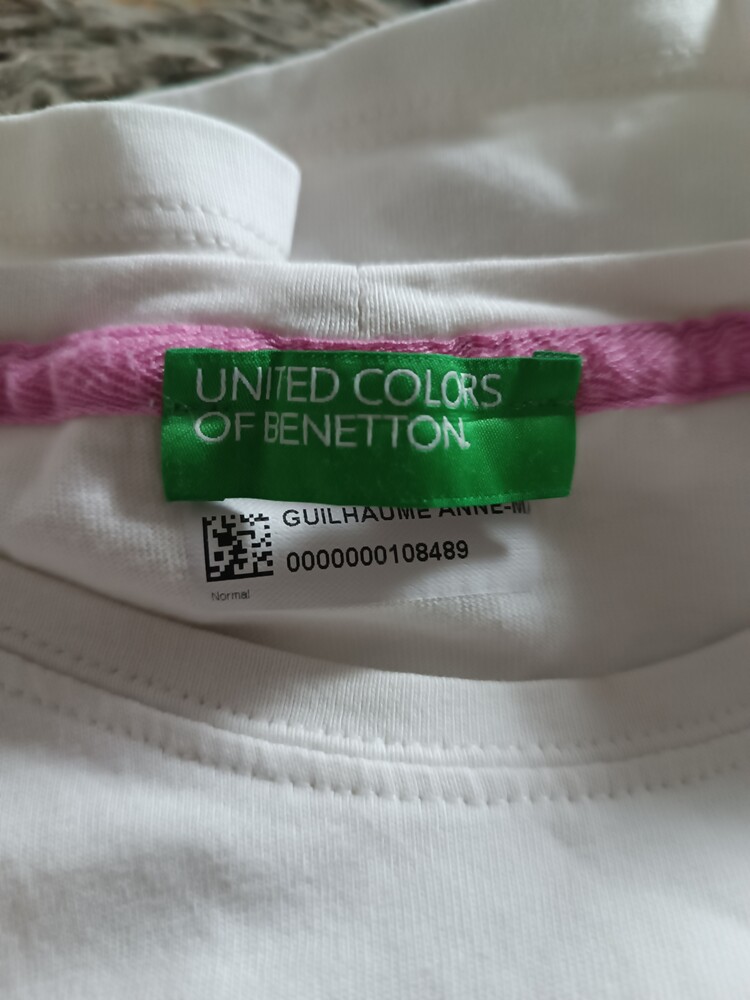 UNITED COLORS
OF BENETTON
GUILHAUME ANNE-M
0000000108489
Normal